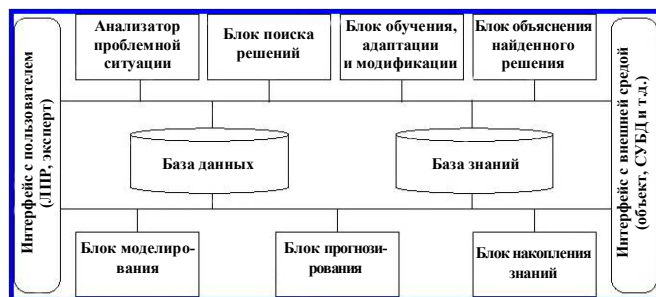 Интерфейс с пользователем
(ЛПР, эксперт)
Анализатор
проблемной
ситуации
Блок поиска
решений
Блок обучения,
адаптации
и модификации
Блок объяснения
найденного
решения
База данных
База знаний
Блок моделиро-
вания
Блок прогнози-
рования
Блок накопления
знаний
Интерфейс с внешней средой
(объект, СУБД и т.д.)